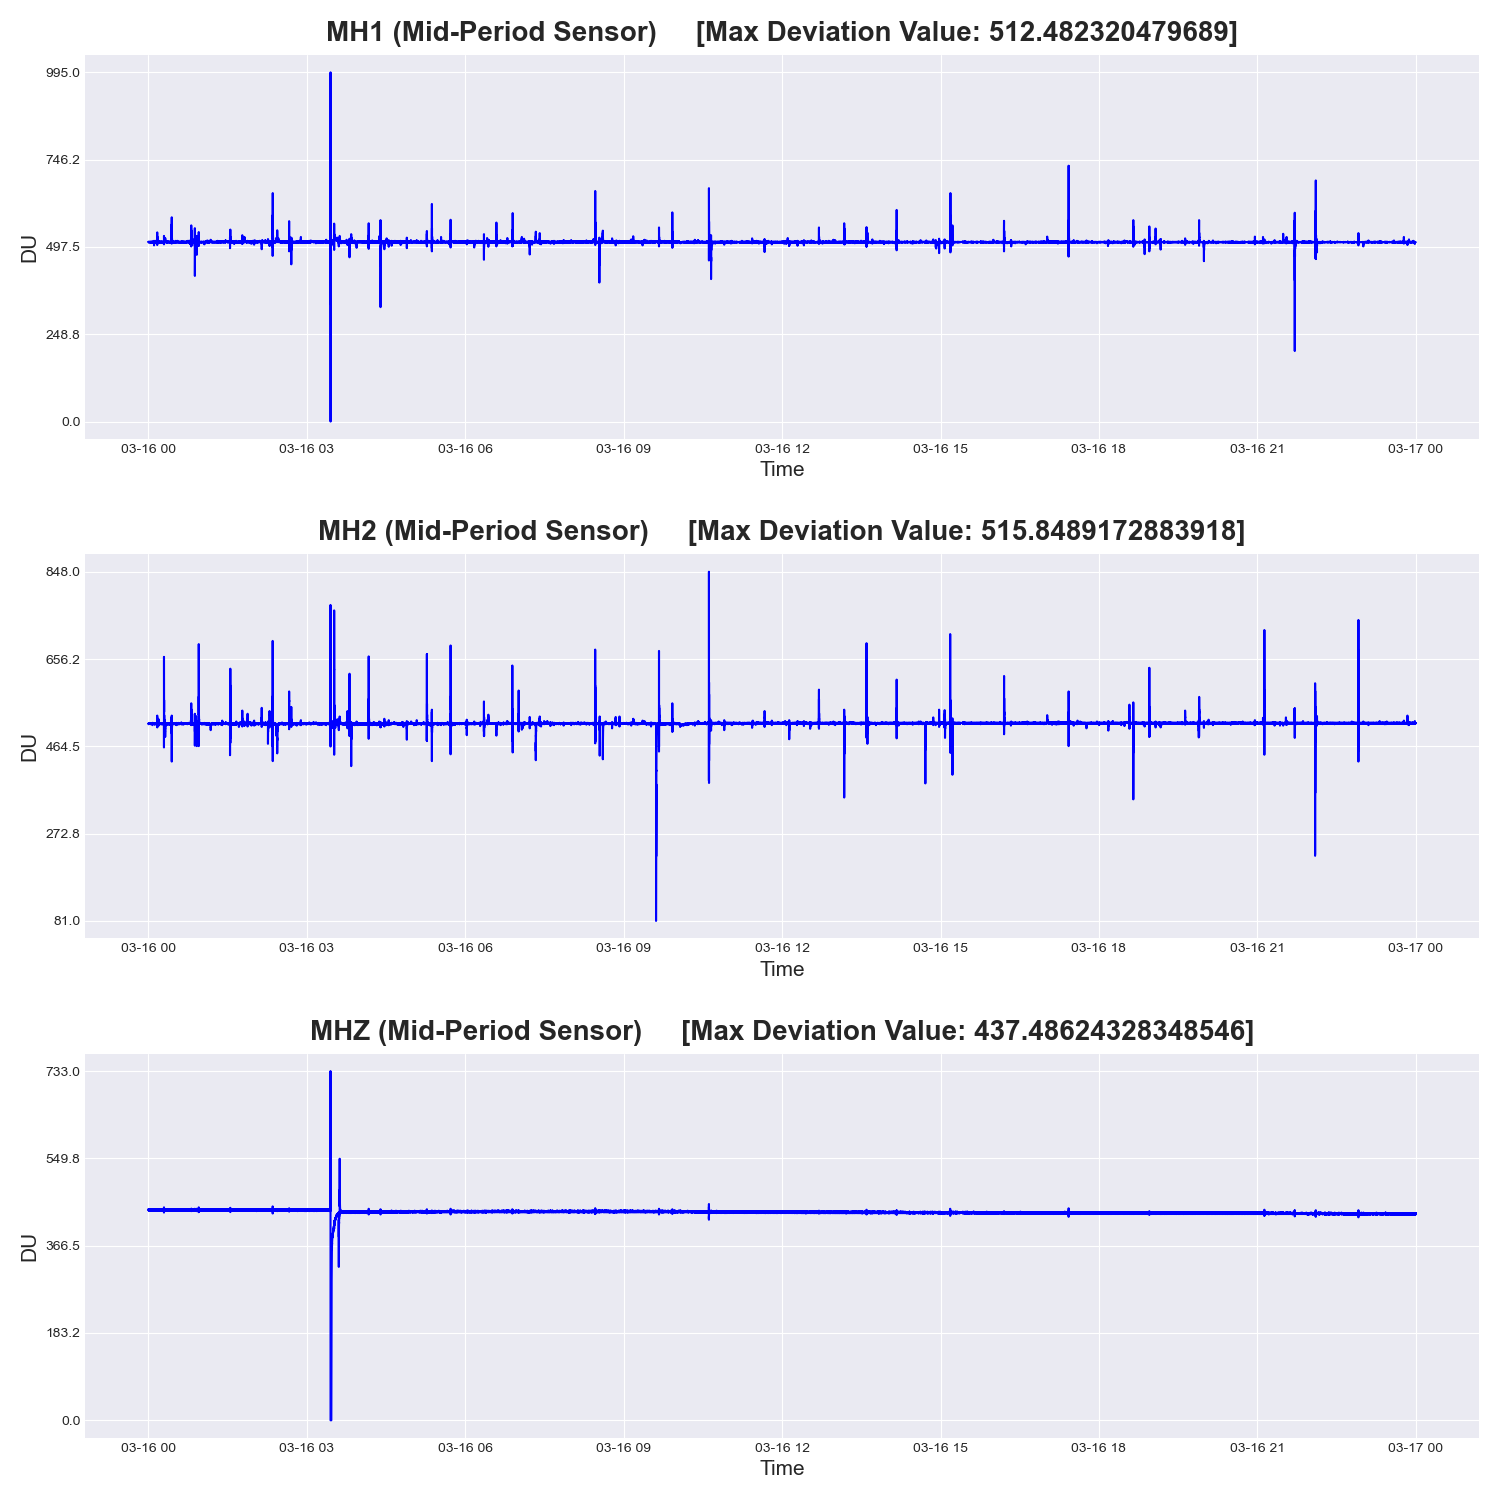 MH1 (Mid-Period Sensor) [Max Deviation Value: 512.482320479689]
995.0
746.2
497.5
248.8
0.0
DU
03-16 00 03-16 03 03-16 06 03-16 09 03-16 12 03-16 15 03-16 18 03-16 21 03-17 00
Time
MH2 (Mid-Period Sensor) [Max Deviation Value: 515.8489172883918]
848.0
656.2
464.5
272.8
81.0
DU
03-16 00 03-16 03 03-16 06 03-16 09 03-16 12 03-16 15 03-16 18 03-16 21 03-17 00
Time
MHZ (Mid-Period Sensor) [Max Deviation Value: 437.48624328348546]
733.0
549.8
366.5
183.2
0.0
DU
03-16 00 03-16 03 03-16 06 03-16 09 03-16 12 03-16 15 03-16 18 03-16 21 03-17 00
Time